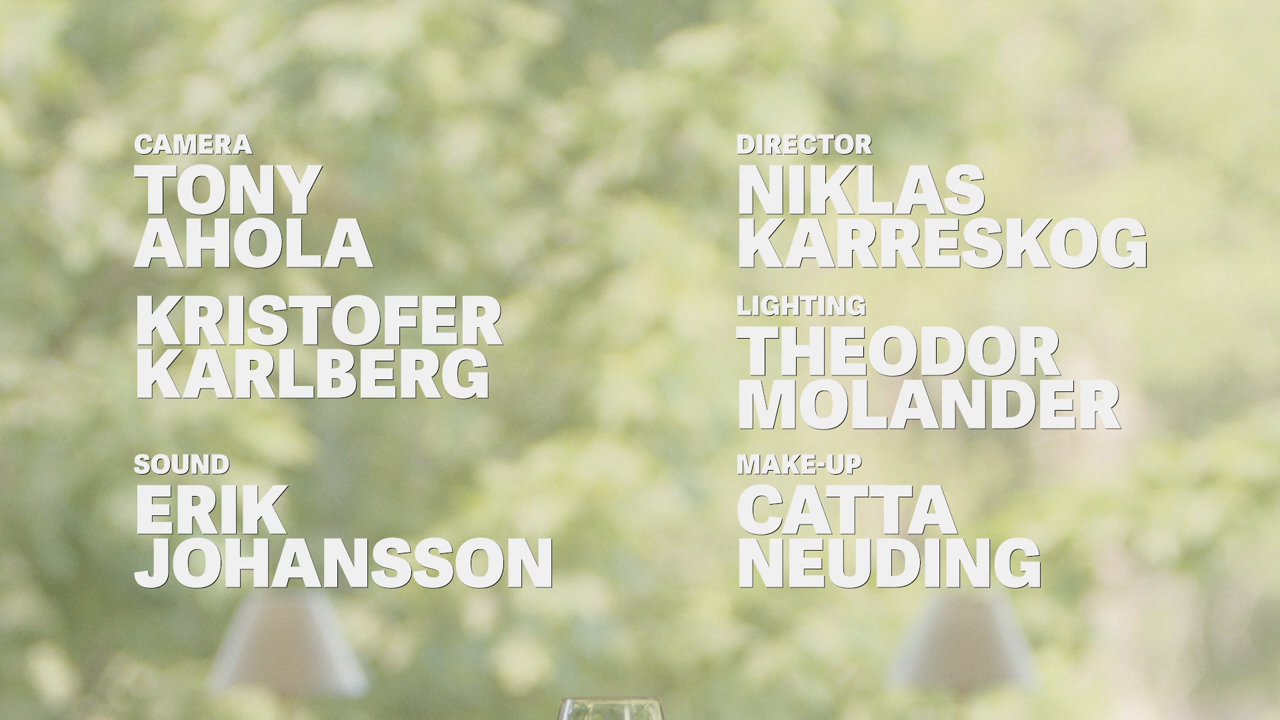 CAMERA
TONY
AHOLA
KRISTOFER
KARLBERG
SOUND
ERIK
JOHANSSON
DIRECTOR
NIKLAS
KARRESKOG
LIGHTING
THEODOR
MOLANDER
MAKE-UP
CATTA
NEUDING